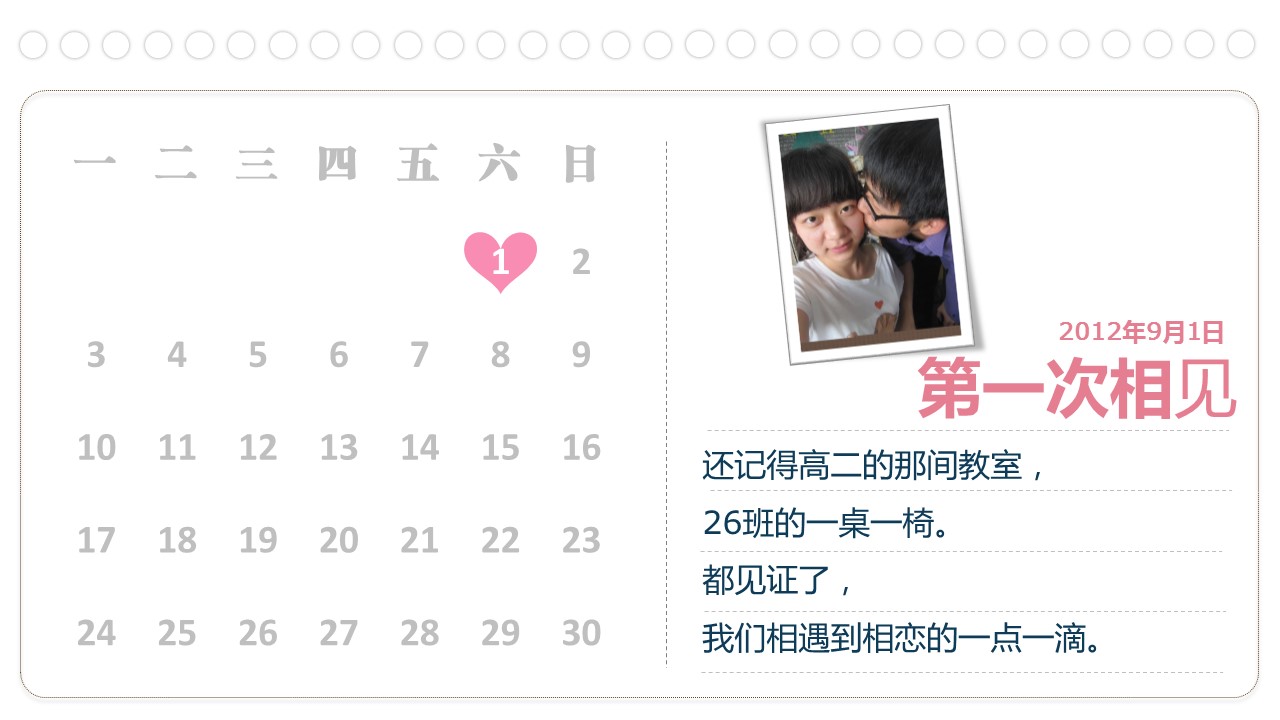 一 二 三 四 五 六 日
1 2
3 4 5 6 7 8 9
10 11 12 13 14 15 16
17 18 19 20 21 22 23
24 25 26 27 28 29 30
2012年9月1日
第一次相见
还记得高二的那间教室，
26班的一桌一椅。
都见证了，
我们相遇到相恋的一点一滴。